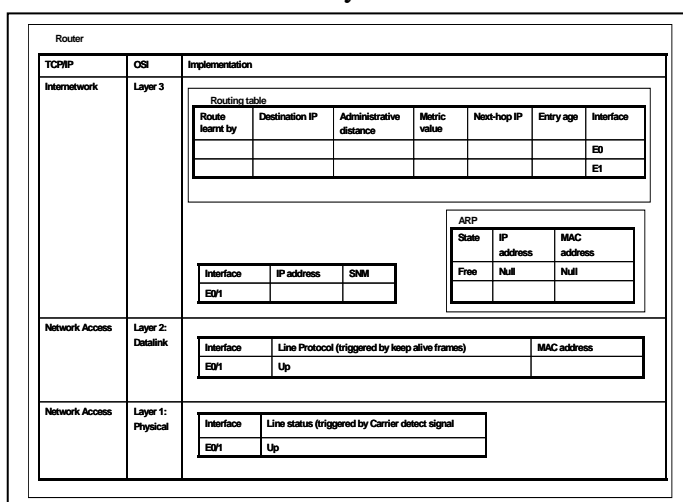 Router
TCP/IP OSI Implementation
Internetwork Layer 3
Routing table
Route learnt by Destination IP Administrative distance Metric value Next-hop IP Entry age Interface
E0
E1
ARP
State IP address MAC address
Free Null Null
Interface IP address SNM
E0/1
Network Access Layer 2: Datalink
Interface Line Protocol (triggered by keep alive frames) MAC address
E0/1 Up
Network Access Layer 1: Physical
Interface Line status (triggered by Carrier detect signal
E0/1 Up